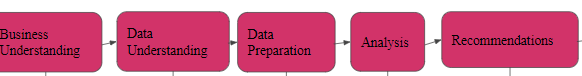 Business
Understanding
Data
Understanding
Data
Preparation
Analysis
Recommendations